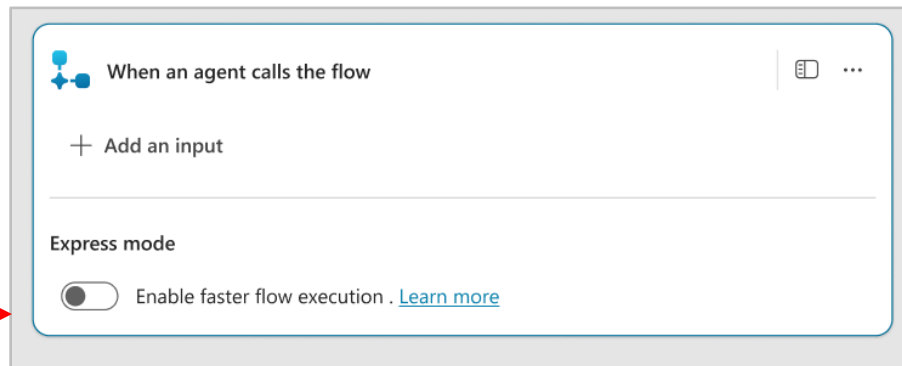 When an agent calls the flow
Add an input
Express mode
Enable faster flow execution . Learn more